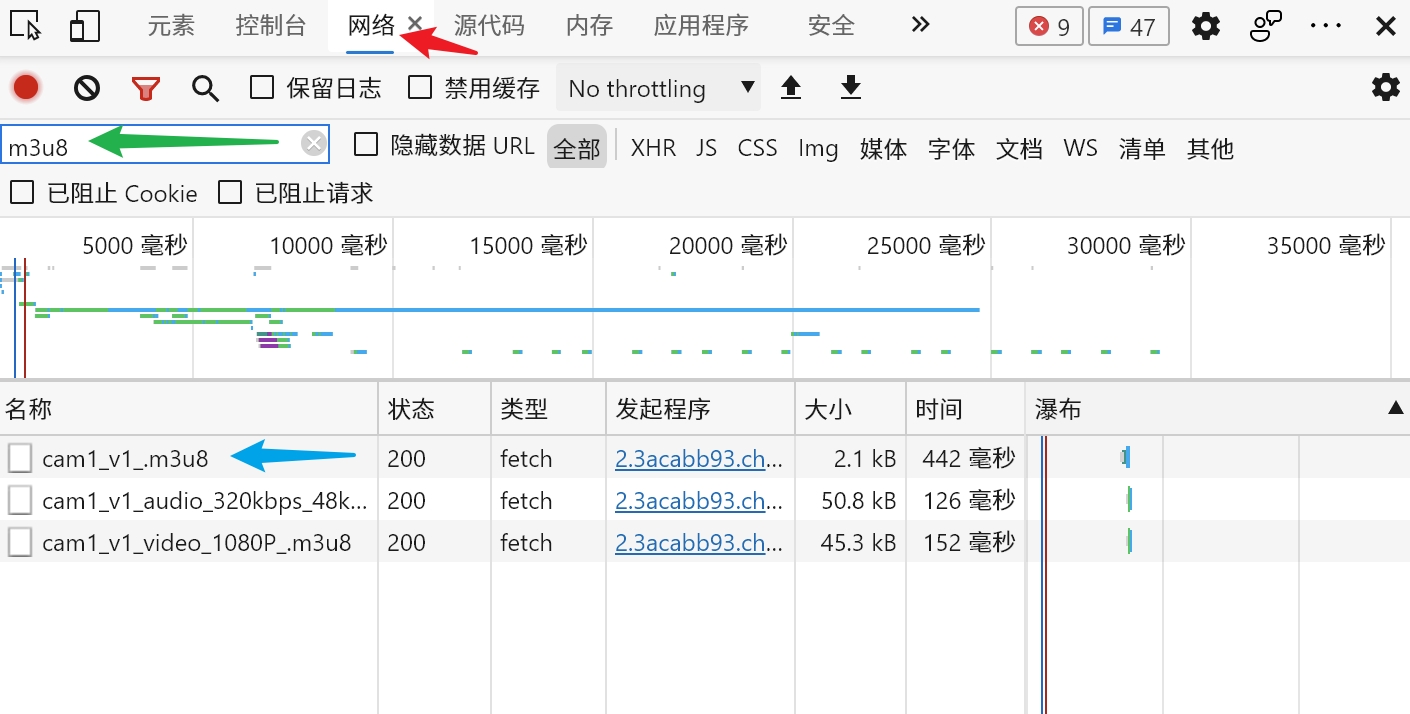 元素 控制台 网络 源代码 内存 应用程序 安全 9 47
保留日志 禁用缓存 No throttling
m3u8 隐藏数据 URL 全部 XHR JS CSS Img 媒体 字体 文档 WS 清单 其他
已阻止 Cookie 已阻止请求
5000 毫秒 10000 毫秒 15000 毫秒 20000 毫秒 25000 毫秒 30000 毫秒 35000 毫秒
名称 状态 类型 发起程序 大小 时间 瀑布
cam1_v1_.m3u8 200 fetch 2.3acabb93.ch... 2.1 kB 442 毫秒
cam1_v1_audio_320kbps_48k... 200 fetch 2.3acabb93.ch... 50.8 kB 126 毫秒
cam1_v1_video_1080P_.m3u8 200 fetch 2.3acabb93.ch... 45.3 kB 152 毫秒